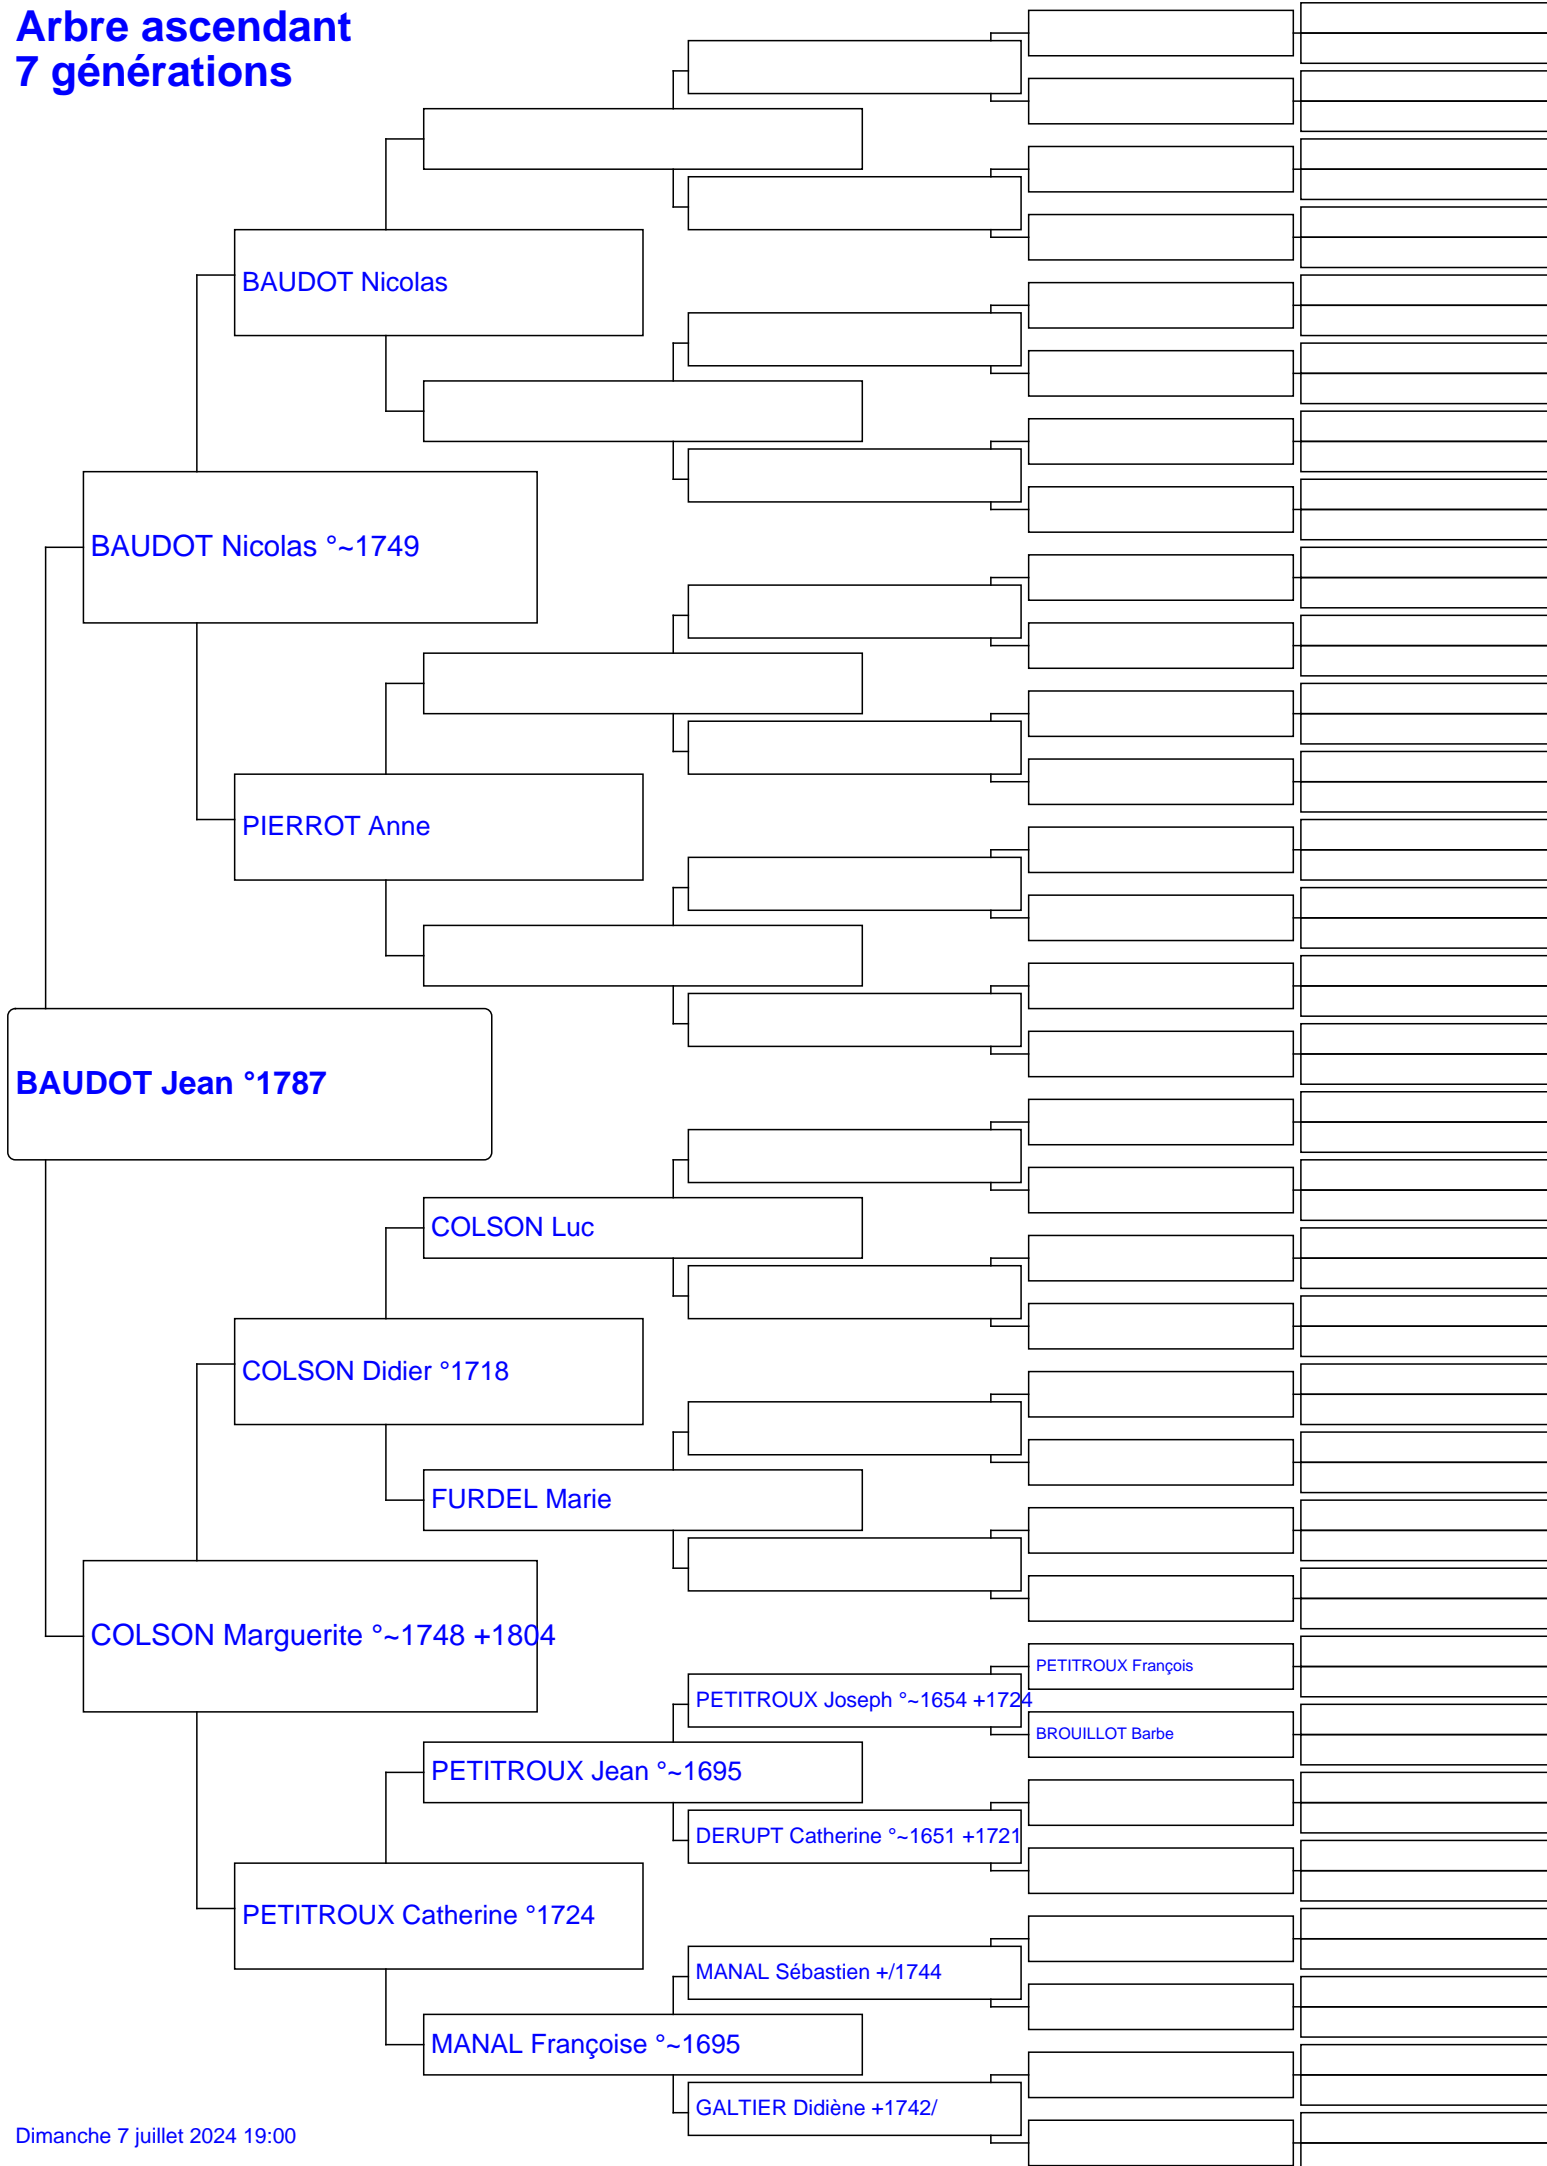 Arbre ascendant
7 générations
BAUDOT Nicolas
BAUDOT Nicolas °~1749
PIERROT Anne
BAUDOT Jean °1787
COLSON Luc
COLSON Didier °1718
FURDEL Marie
COLSON Marguerite °~1748 +1804
PETITROUX François
PETITROUX Joseph °~1654 +1724
BROUILLOT Barbe
PETITROUX Jean °~1695
DERUPT Catherine °~1651 +1721
PETITROUX Catherine °1724
MANAL Sébastien +/1744
MANAL Françoise °~1695
GALTIER Didiène +1742/
Dimanche 7 juillet 2024 19:00